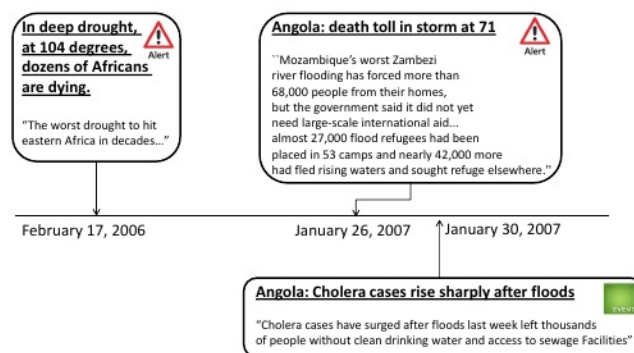 In deep drought,
at 104 degrees,
dozens of Africans
are dying.
Alert
“The worst drought to hit
eastern Africa in decades…”
Angola: death toll in storm at 71
Alert
``Mozambique’s worst Zambezi
river flooding has forced more than
68,000 people from their homes,
but the government said it did not yet
need large-scale international aid...
almost 27,000 flood refugees had been
placed in 53 camps and nearly 42,000 more
had fled rising waters and sought refuge elsewhere.''
February 17, 2006
January 26, 2007
January 30, 2007
Angola: Cholera cases rise sharply after floods
EVENT
“Cholera cases have surged after floods last week left thousands
of people without clean drinking water and access to sewage Facilities”